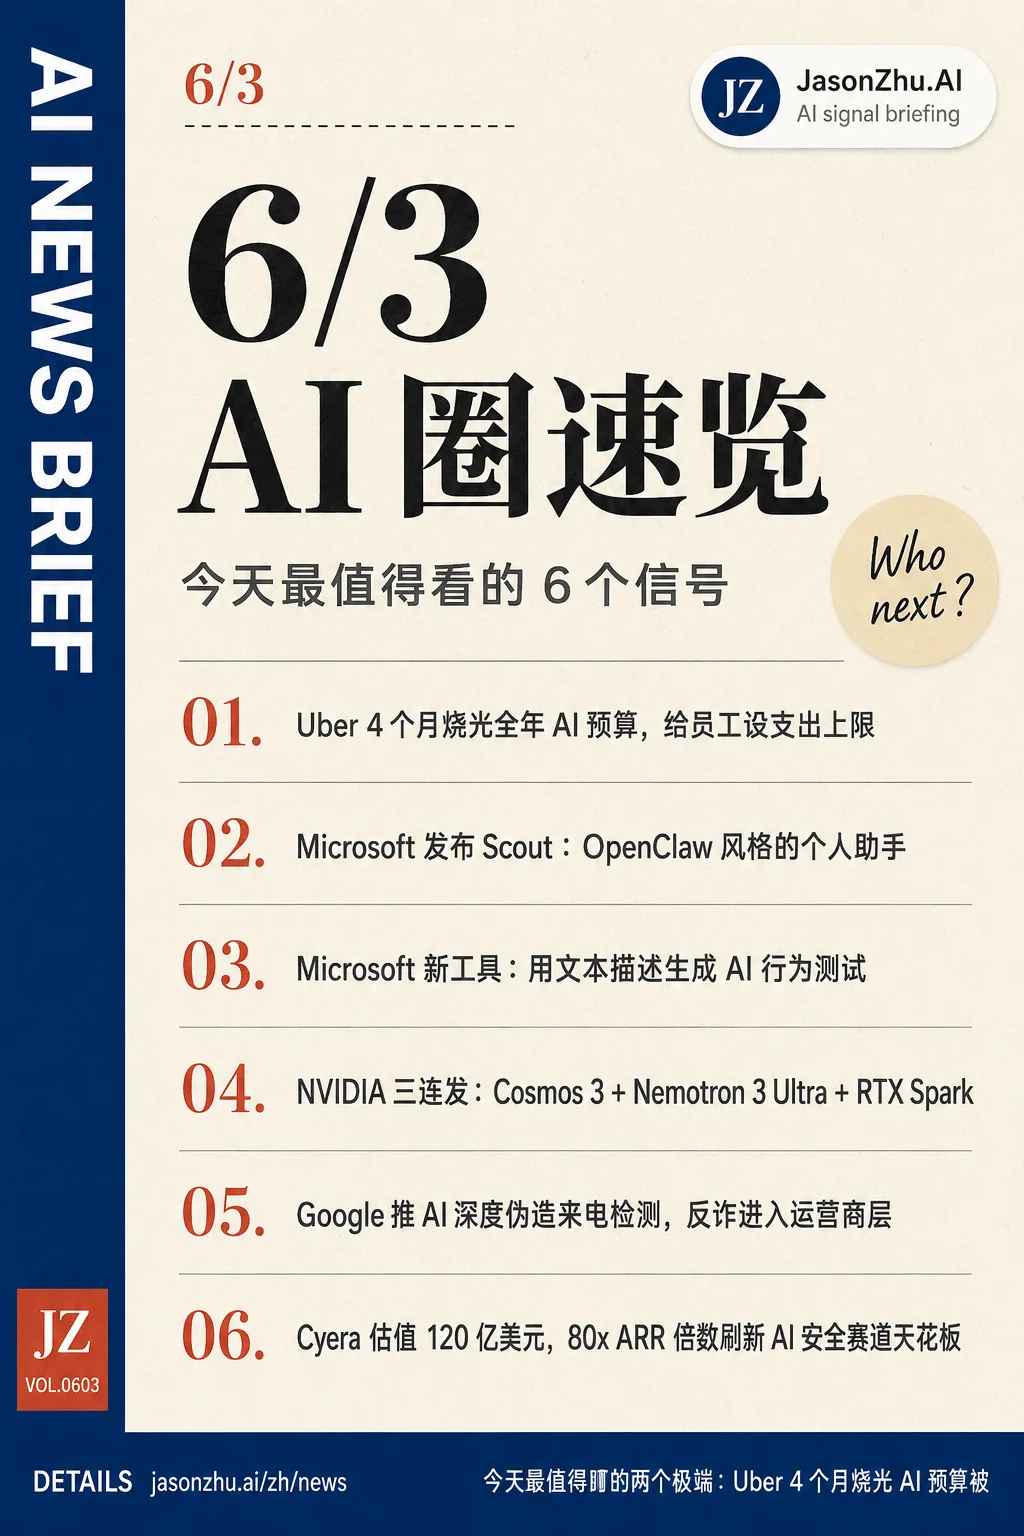 AI NEWS BRIEF
6/3
JZ
JasonZhu.AI
AI signal briefing
6/3
AI 圈速览
今天最值得看的 6 个信号
Who
next?
01. Uber 4 个月烧光全年 AI 预算，给员工设支出上限
02. Microsoft 发布 Scout：OpenClaw 风格的个人助手
03. Microsoft 新工具：用文本描述生成 AI 行为测试
04. NVIDIA 三连发：Cosmos 3 + Nemotron 3 Ultra + RTX Spark
05. Google 推 AI 深度伪造来电检测，反诈进入运营商层
06. Cyera 估值 120 亿美元，80x ARR 倍数刷新 AI 安全赛道天花板
JZ
VOL.0603
DETAILS jasonzhu.ai/zh/news
今天最值得的两个极端：Uber 4 个月烧光 AI 预算被